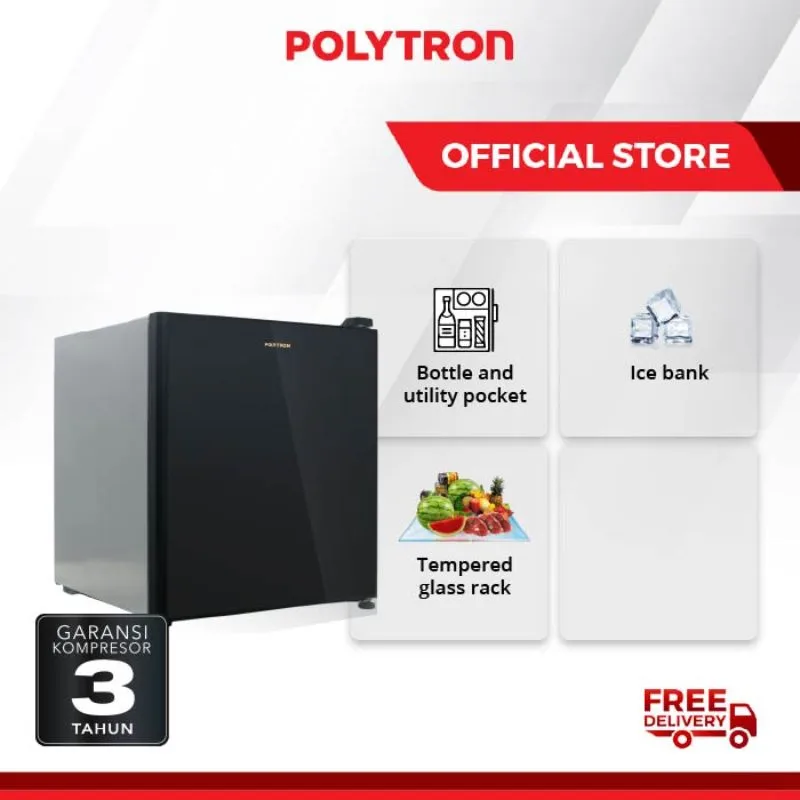 POLYTRON
OFFICIAL STORE
POLYTRON
Bottle and
utility pocket
Ice bank
Tempered
glass rack
GARANSI
KOMPRESOR
3
TAHUN
FREE
DELIVERY